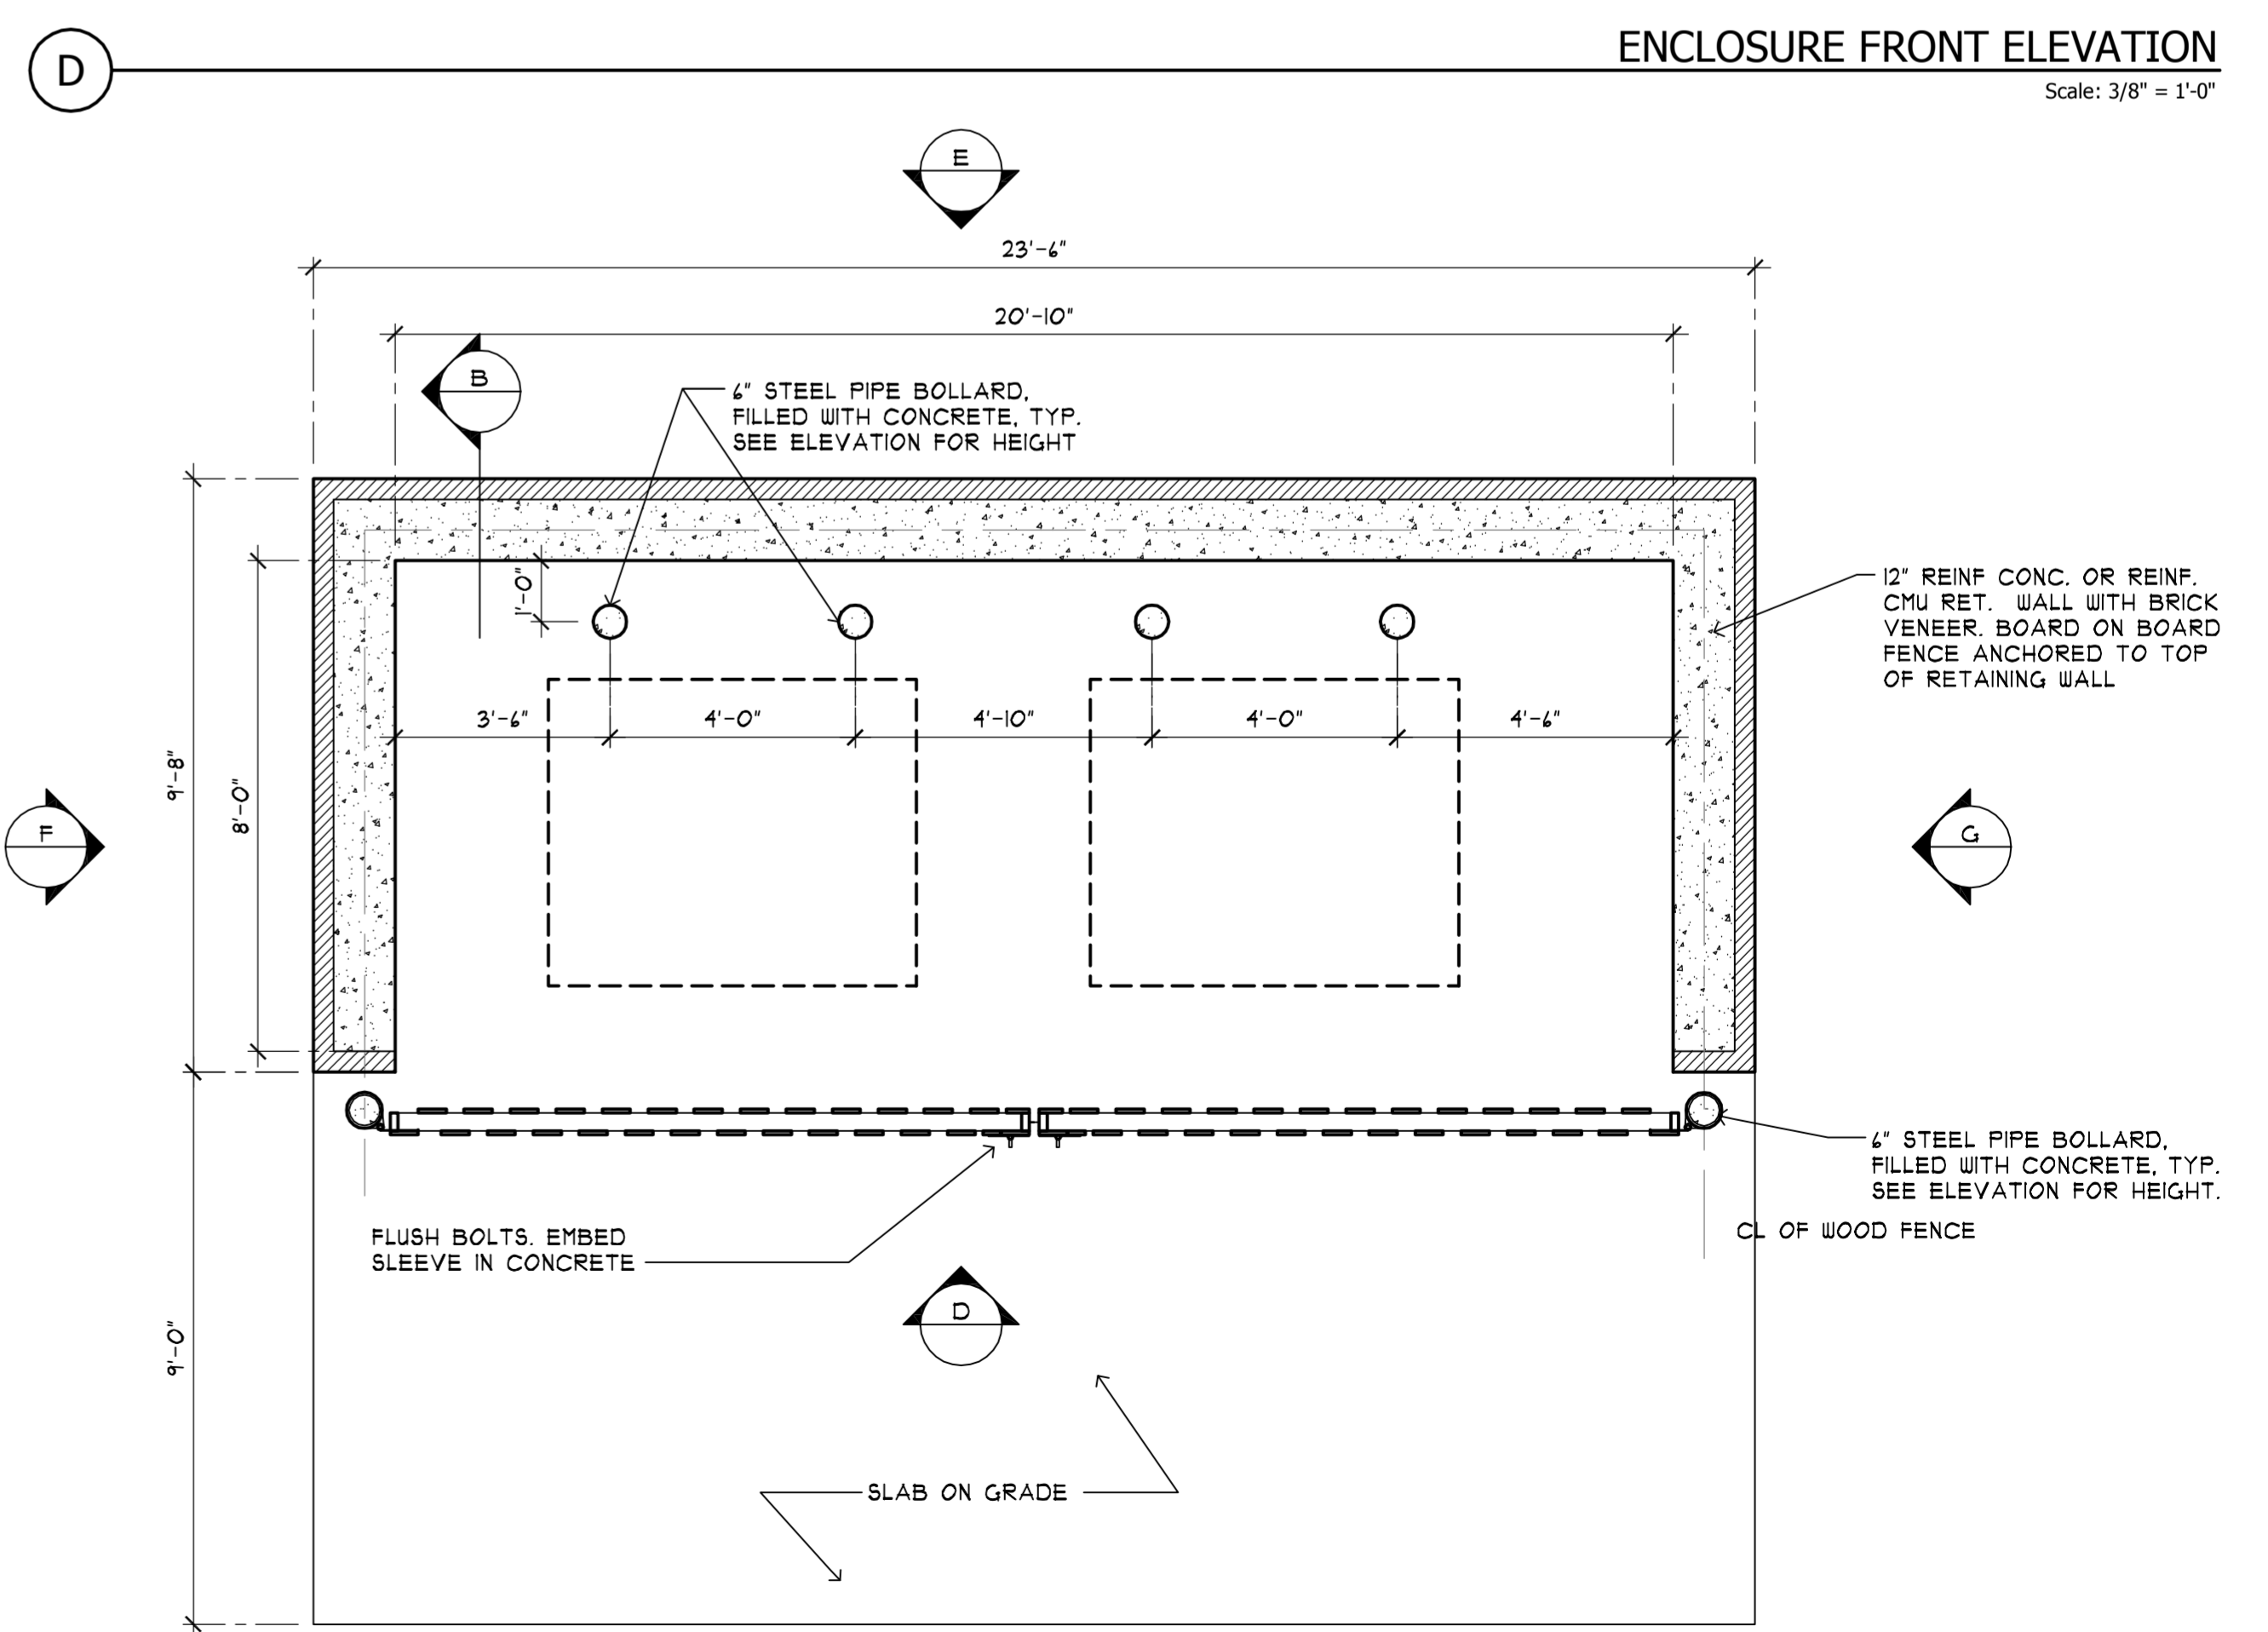 D
ENCLOSURE FRONT ELEVATION
Scale: 3/8" = 1'-0"
E
23'-6"
20'-10"
B
6" STEEL PIPE BOLLARD,
FILLED WITH CONCRETE, TYP.
SEE ELEVATION FOR HEIGHT
1'-0"
12" REINF CONC. OR REINF.
CMU RET. WALL WITH BRICK
VENEER. BOARD ON BOARD
FENCE ANCHORED TO TOP
OF RETAINING WALL
3'-6"
4'-0"
4'-10"
4'-0"
4'-6"
9'-8"
8'-0"
F
G
6" STEEL PIPE BOLLARD,
FILLED WITH CONCRETE, TYP.
SEE ELEVATION FOR HEIGHT.
CL OF WOOD FENCE
FLUSH BOLTS. EMBED
SLEEVE IN CONCRETE
D
9'-0"
SLAB ON GRADE